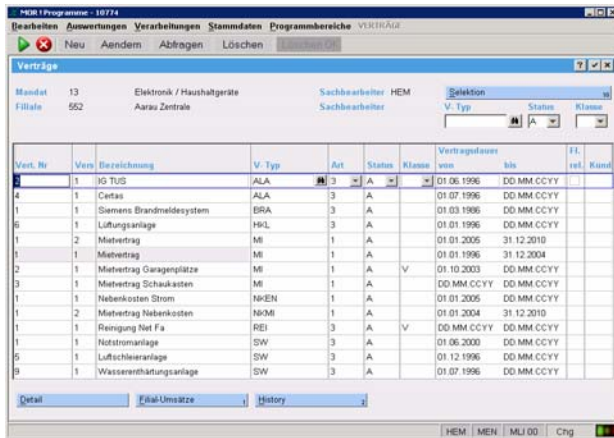 MOR ! Programme - 10774
Bearbeiten Auswertungen Verarbeitungen Stammdaten Programmbereiche VERTRÄGE
Neu Aendern Abfragen Löschen
Verträge
Mandat 13 Elektronik / Haushaltgeräte Sachbearbeiter HEM Selektion
Filiale 552 Aarau Zentrale Sachbearbeiter V- Typ Status Klasse
A
Vertragsdauer Fl.
Vert. Nr Vers Bezeichnung V- Typ Art Status Klasse von bis rel. Kund
2 1 IG TUS ALA 3 A 01.06.1996 DD.MM.CCYY
4 1 Certas ALA 3 A 01.07.1996 DD.MM.CCYY
1 1 Siemens Brandmeldesystem BRA 3 A 01.03.1986 DD.MM.CCYY
6 1 Lüftungsanlage HKL 3 A 01.01.1996 DD.MM.CCYY
1 2 Mietvertrag MI 1 A 01.01.2005 31.12.2010
1 1 Mietvertrag MI 1 A 01.01.1996 31.12.2004
2 1 Mietvertrag Garagenplätze MI 1 A V 01.10.2003 DD.MM.CCYY
3 1 Mietvertrag Schaukasten MI 1 A DD.MM.CCYY DD.MM.CCYY
1 1 Nebenkosten Strom NKEN 1 A 01.01.2005 DD.MM.CCYY
1 2 Mietvertrag Nebenkosten NKMI 1 A 01.01.2004 31.12.2010
1 1 Reinigung Net Fa REI 3 A V DD.MM.CCYY DD.MM.CCYY
1 1 Notstromanlage SW 3 A 01.06.2000 DD.MM.CCYY
5 1 Luftschleieranlage SW 3 A 01.12.1996 DD.MM.CCYY
9 1 Wasserenthärtungsanlage SW 3 A 01.07.1996 DD.MM.CCYY
Detail Filial-Umsätze 1 History 2
HEM MEN MLI 00 Chg